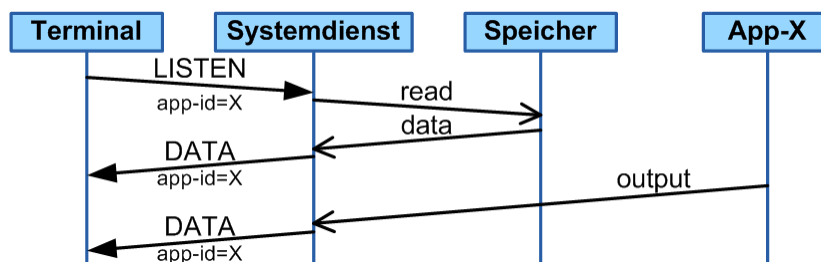 Terminal Systemdienst Speicher App-X
LISTEN
app-id=X
read
data
DATA
app-id=X
output
DATA
app-id=X